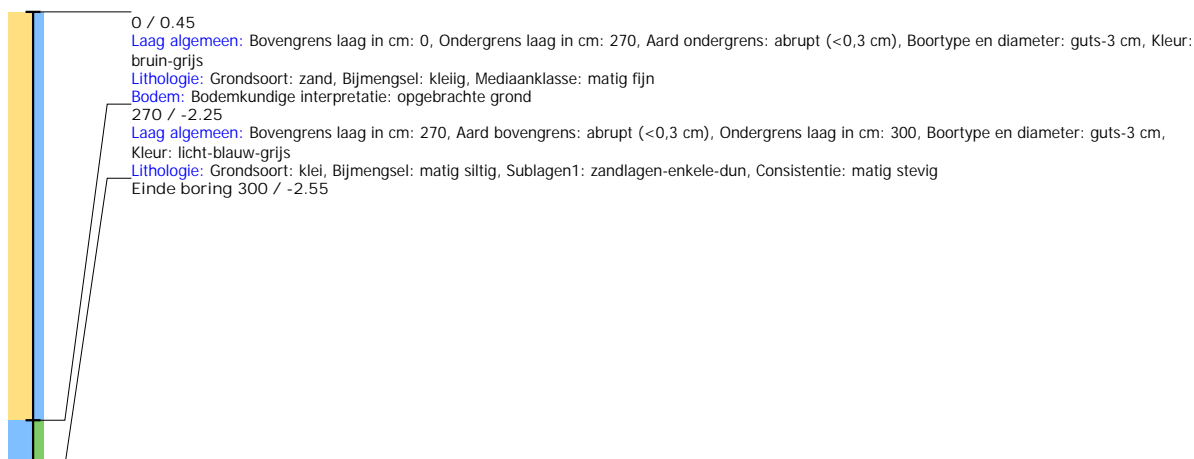 0 / 0.45
Laag algemeen: Bovengrens laag in cm: 0, Ondergrens laag in cm: 270, Aard ondergrens: abrupt (<0,3 cm), Boortype en diameter: guts-3 cm, Kleur:
bruin-grijs
Lithologie: Grondsoort: zand, Bijmengsel: kleiig, Mediaanklasse: matig fijn
Bodem: Bodemkundige interpretatie: opgebrachte grond
270 / -2.25
Laag algemeen: Bovengrens laag in cm: 270, Aard bovengrens: abrupt (<0,3 cm), Ondergrens laag in cm: 300, Boortype en diameter: guts-3 cm,
Kleur: licht-blauw-grijs
Lithologie: Grondsoort: klei, Bijmengsel: matig siltig, Sublagen1: zandlagen-enkele-dun, Consistentie: matig stevig
Einde boring 300 / -2.55